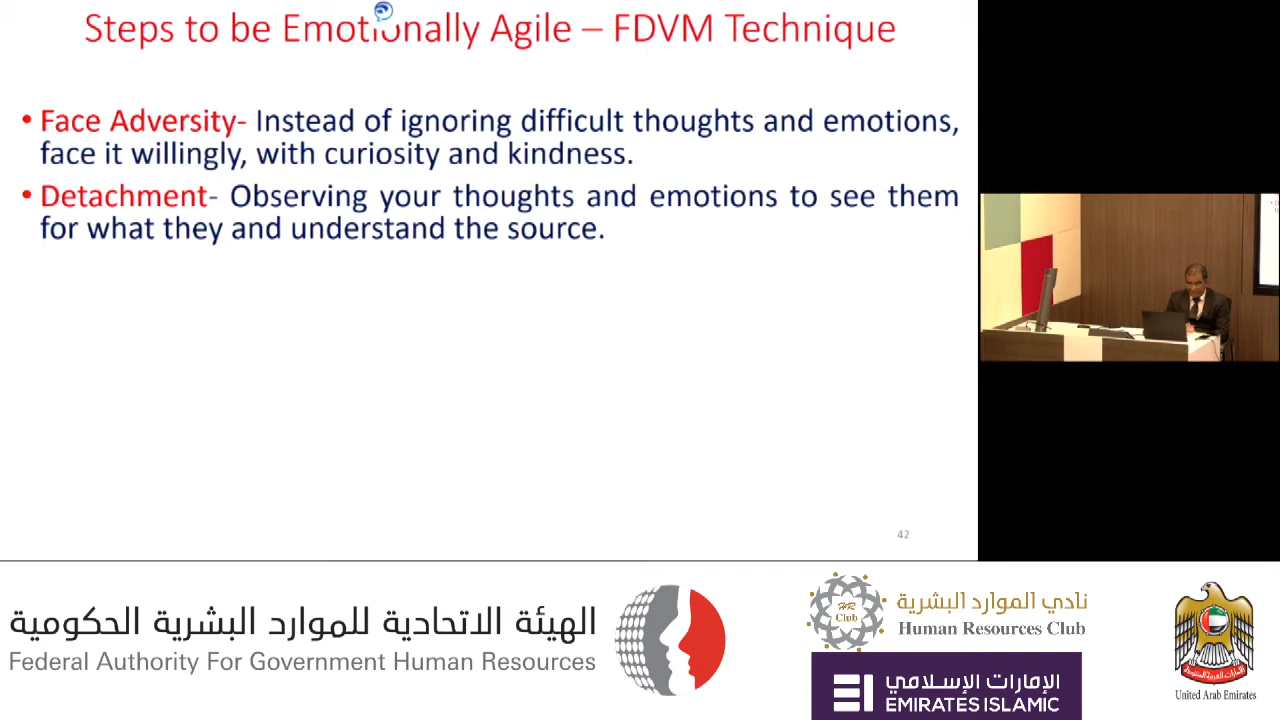 Steps to be Emotionally Agile – FDVM Technique
• Face Adversity- Instead of ignoring difficult thoughts and emotions,
face it willingly, with curiosity and kindness.
• Detachment- Observing your thoughts and emotions to see them
for what they and understand the source.
42
الهيئة الاتحادية للموارد البشرية الحكومية
Federal Authority For Government Human Resources
HR
Club
نادي الموارد البشرية
Human Resources Club
الإمارات الإسلامي
EMIRATES ISLAMIC
United Arab Emirates